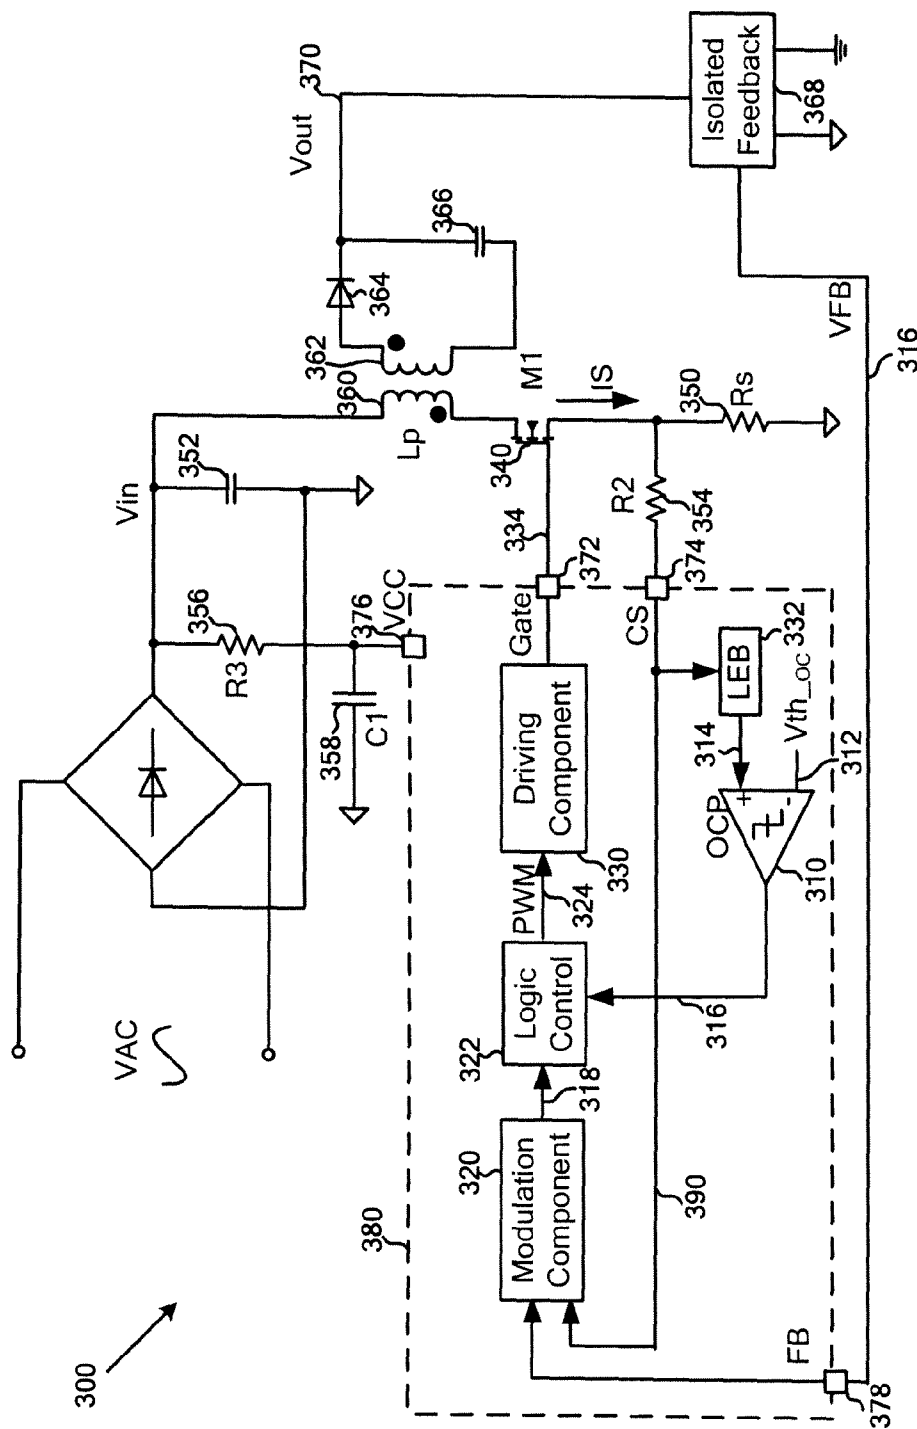 300
VAC
Vin
352
356
R3
376
VCC
358
C1
360
Lp
362
364
366
Vout
370
Isolated
Feedback
368
M1
340
334
IS
350
Rs
R2
354
372
374
Gate
CS
380
Modulation
Component
320
318
Logic
Control
322
PWM
324
Driving
Component
330
LEB
332
314
Vth_oc
312
OCP
+
-
310
316
390
FB
378
VFB
316